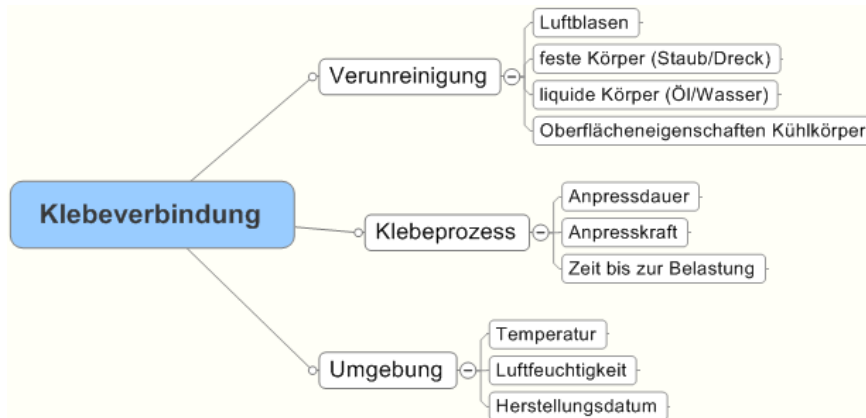 Klebeverbindung
Verunreinigung
Luftblasen
feste Körper (Staub/Dreck)
liquide Körper (Öl/Wasser)
Oberflächeneigenschaften Kühlkörper
Klebeprozess
Anpressdauer
Anpresskraft
Zeit bis zur Belastung
Umgebung
Temperatur
Luftfeuchtigkeit
Herstellungsdatum